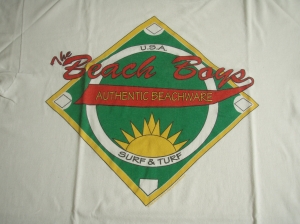 U.S.A.
The Beach Boys
AUTHENTIC BEACHWARE
SURF & TURF